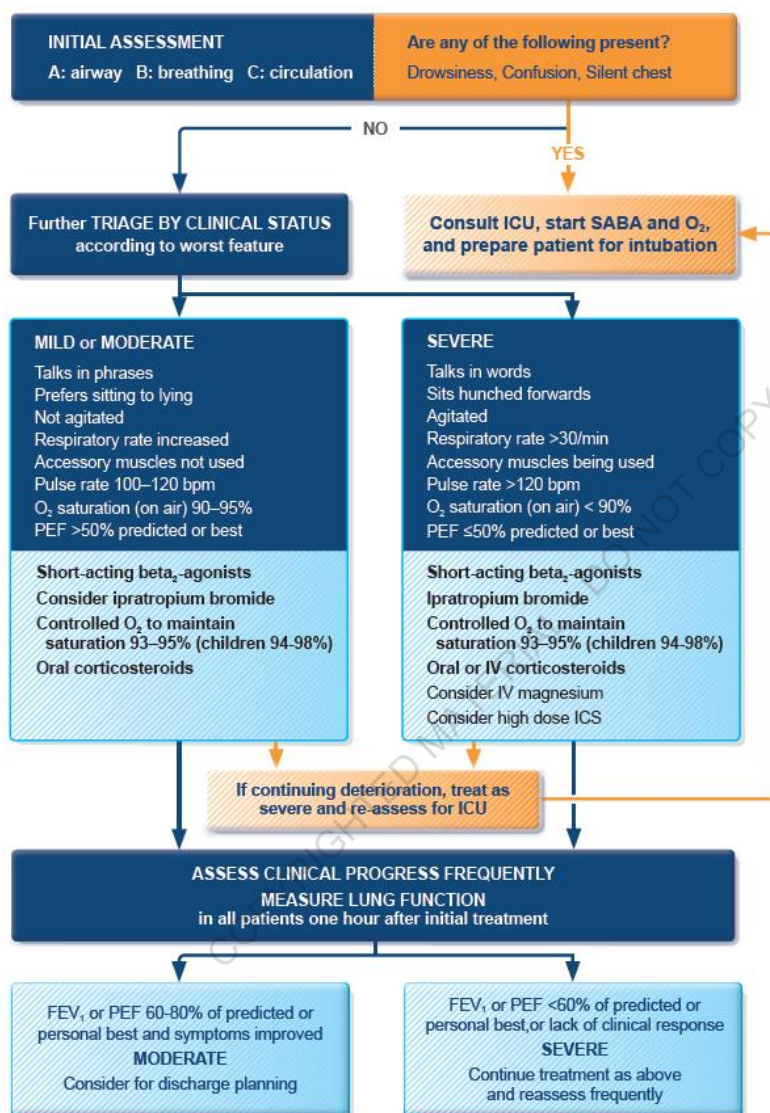 INITIAL ASSESSMENT
A: airway B: breathing C: circulation
Are any of the following present?
Drowsiness, Confusion, Silent chest
NO
YES
Further TRIAGE BY CLINICAL STATUS
according to worst feature
Consult ICU, start SABA and O₂,
and prepare patient for intubation
MILD or MODERATE
Talks in phrases
Prefers sitting to lying
Not agitated
Respiratory rate increased
Accessory muscles not used
Pulse rate 100–120 bpm
O₂ saturation (on air) 90–95%
PEF >50% predicted or best
SEVERE
Talks in words
Sits hunched forwards
Agitated
Respiratory rate >30/min
Accessory muscles being used
Pulse rate >120 bpm
O₂ saturation (on air) < 90%
PEF ≤50% predicted or best
Short-acting beta₂-agonists
Consider ipratropium bromide
Controlled O₂ to maintain
saturation 93–95% (children 94-98%)
Oral corticosteroids
Short-acting beta₂-agonists
Ipratropium bromide
Controlled O₂ to maintain
saturation 93–95% (children 94-98%)
Oral or IV corticosteroids
Consider IV magnesium
Consider high dose ICS
If continuing deterioration, treat as
severe and re-assess for ICU
ASSESS CLINICAL PROGRESS FREQUENTLY
MEASURE LUNG FUNCTION
in all patients one hour after initial treatment
FEV₁ or PEF 60-80% of predicted or
personal best and symptoms improved
MODERATE
Consider for discharge planning
FEV₁ or PEF <60% of predicted or
personal best,or lack of clinical response
SEVERE
Continue treatment as above
and reassess frequently
COPYRIGHTED MATERIAL - DO NOT COPY